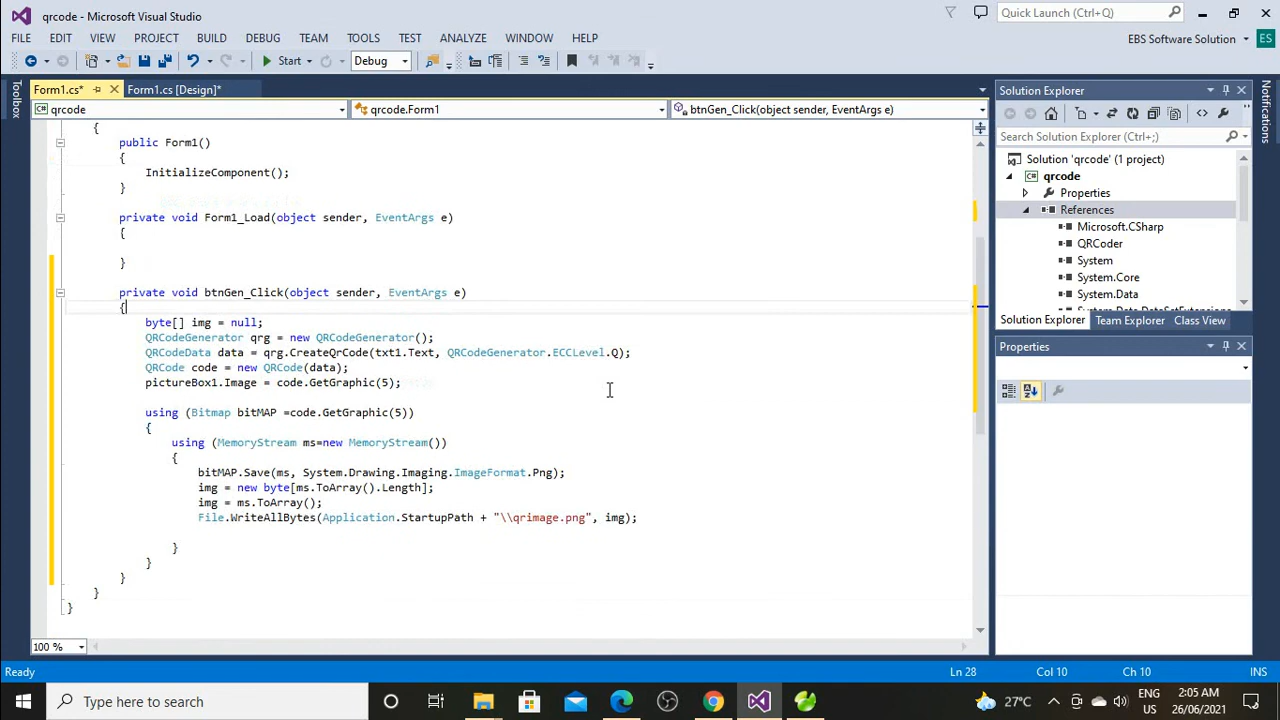 qrcode - Microsoft Visual Studio
Quick Launch (Ctrl+Q)
FILE EDIT VIEW PROJECT BUILD DEBUG TEAM TOOLS TEST ANALYZE WINDOW HELP
EBS Software Solution ES
Start Debug
Form1.cs* Form1.cs [Design]*
qrcode qrcode.Form1 btnGen_Click(object sender, EventArgs e)
Toolbox
{
public Form1()
{
InitializeComponent();
}
private void Form1_Load(object sender, EventArgs e)
{
}
private void btnGen_Click(object sender, EventArgs e)
{
byte[] img = null;
QRCodeGenerator qrg = new QRCodeGenerator();
QRCodeData data = qrg.CreateQrCode(txt1.Text, QRCodeGenerator.ECCLevel.Q);
QRCode code = new QRCode(data);
pictureBox1.Image = code.GetGraphic(5);
using (Bitmap bitMAP =code.GetGraphic(5))
{
using (MemoryStream ms=new MemoryStream())
{
bitMAP.Save(ms, System.Drawing.Imaging.ImageFormat.Png);
img = new byte[ms.ToArray().Length];
img = ms.ToArray();
File.WriteAllBytes(Application.StartupPath + "\\qrimage.png", img);
}
}
}
}
}
100 %
Solution Explorer
Search Solution Explorer (Ctrl+;)
Solution 'qrcode' (1 project)
C# qrcode
Properties
References
Microsoft.CSharp
QRCoder
System
System.Core
System.Data
System.Data.DataSetExtensions
Solution Explorer Team Explorer Class View
Properties
Notifications
Ready Ln 28 Col 10 Ch 10 INS
Type here to search
27°C
ENG
US
2:05 AM
26/06/2021